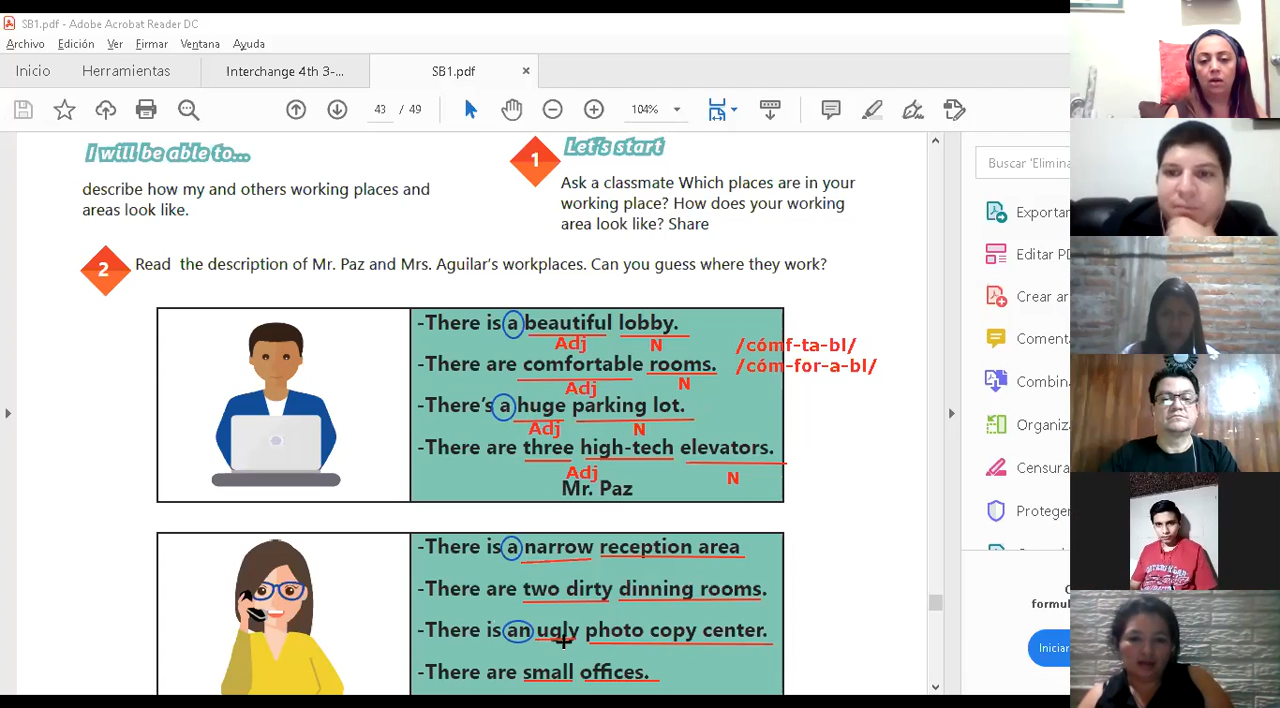 SB1.pdf - Adobe Acrobat Reader DC
Archivo Edición Ver Firmar Ventana Ayuda
Inicio Herramientas Interchange 4th 3-... SB1.pdf ×
43 / 49 104%
I will be able to...
describe how my and others working places and
areas look like.
1 Let's start
Ask a classmate Which places are in your
working place? How does your working
area look like? Share
2 Read the description of Mr. Paz and Mrs. Aguilar's workplaces. Can you guess where they work?
-There is a beautiful lobby.
Adj N /cómf-ta-bl/
-There are comfortable rooms. /cóm-for-a-bl/
Adj N
-There's a huge parking lot.
Adj N
-There are three high-tech elevators.
Adj N
Mr. Paz
-There is a narrow reception area
-There are two dirty dinning rooms.
-There is an ugly photo copy center.
-There are small offices.
Buscar 'Elimina
Exportar
Editar PD
Crear ar
Comenta
Combina
Organiza
Censura
Proteger
C
formul
Iniciar